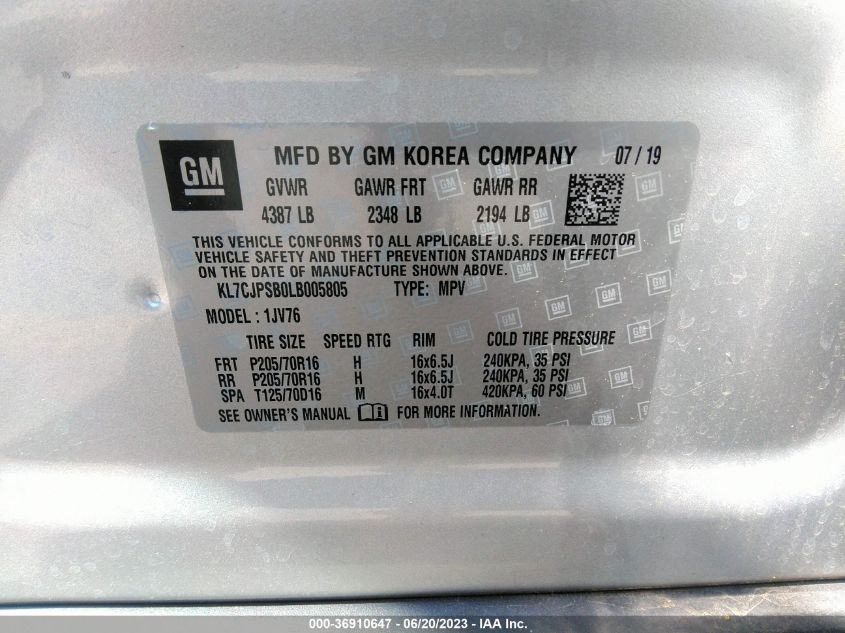 GM
MFD BY GM KOREA COMPANY 07 / 19
GVWR GAWR FRT GAWR RR
4387 LB 2348 LB 2194 LB
THIS VEHICLE CONFORMS TO ALL APPLICABLE U.S. FEDERAL MOTOR
VEHICLE SAFETY AND THEFT PREVENTION STANDARDS IN EFFECT
ON THE DATE OF MANUFACTURE SHOWN ABOVE.
KL7CJPSB0LB005805 TYPE: MPV
MODEL : 1JV76
TIRE SIZE SPEED RTG RIM COLD TIRE PRESSURE
FRT P205/70R16 H 16x6.5J 240KPA, 35 PSI
RR P205/70R16 H 16x6.5J 240KPA, 35 PSI
SPA T125/70D16 M 16x4.0T 420KPA, 60 PSI
SEE OWNER'S MANUAL FOR MORE INFORMATION.
000-36910647 - 06/20/2023 - IAA Inc.